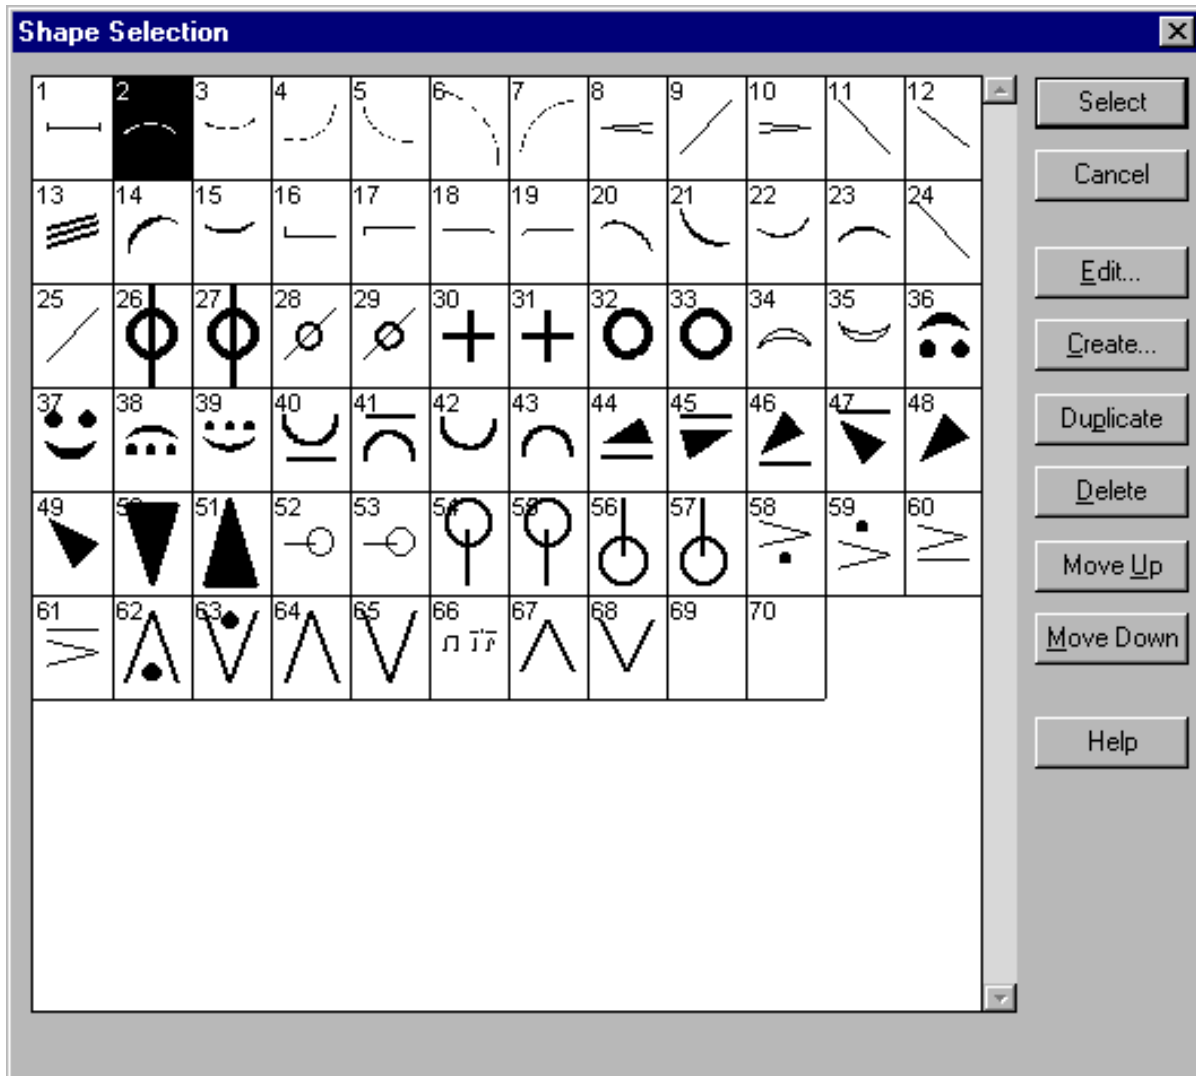 Shape Selection
1 2 3 4 5 6 7 8 9 10 11 12
Select
Cancel
13 14 15 16 17 18 19 20 21 22 23 24
Edit...
25 26 27 28 29 30 31 32 33 34 35 36
Create...
37 38 39 40 41 42 43 44 45 46 47 48
Duplicate
49 50 51 52 53 54 55 56 57 58 59 60
Delete
Move Up
61 62 63 64 65 66 67 68 69 70
Move Down
Help